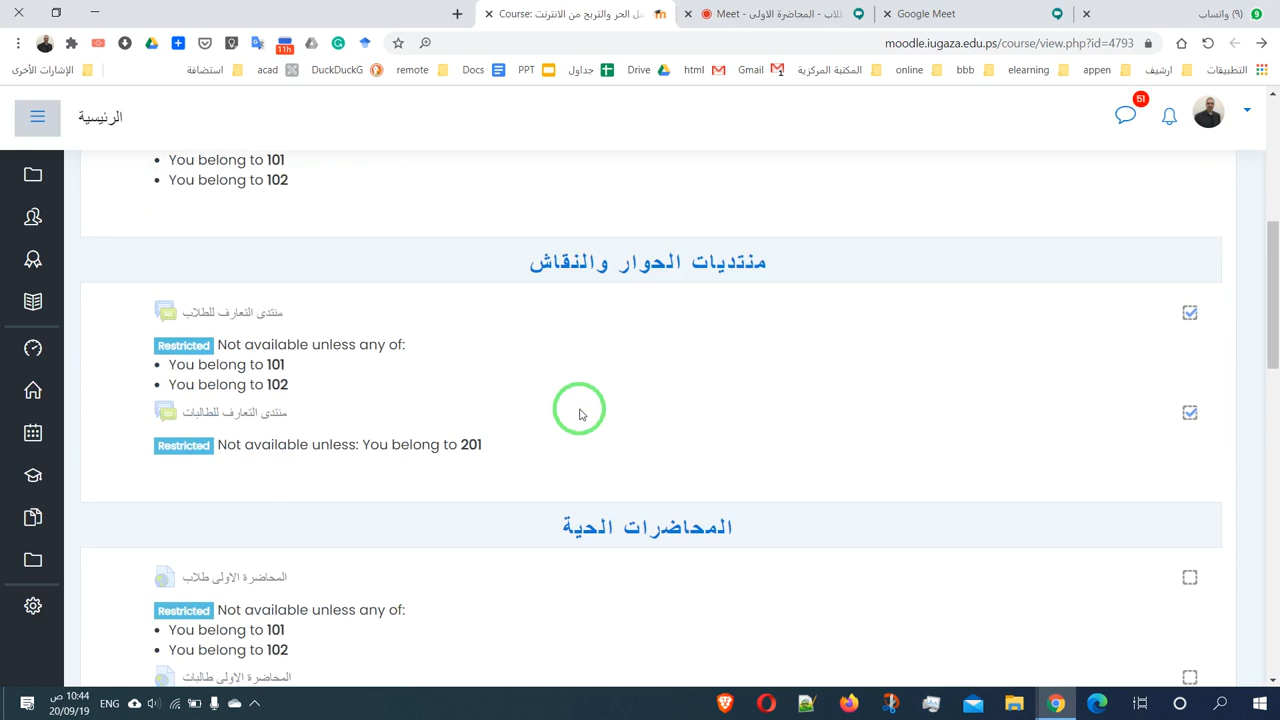 واتساب (٩)
Google Meet
Meet - المحاضرة الاولى - طلاب
Course: مل الحر والتربح من الانترنت
moodle.iugaza.edu.ps/course/view.php?id=4793
11h
التطبيقات
ارشيف
appen
elearning
bbb
online
المكتبة المركزية
Gmail
html
Drive
جداول
PPT
Docs
remote
DuckDuckG
acad
استضافة
الإشارات الأخرى
الرئيسية
51
You belong to 101
You belong to 102
منتديات الحوار والنقاش
منتدى التعارف للطلاب
Restricted Not available unless any of:
You belong to 101
You belong to 102
منتدى التعارف للطالبات
Restricted Not available unless: You belong to 201
المحاضرات الحية
المحاضرة الاولى طلاب
Restricted Not available unless any of:
You belong to 101
You belong to 102
المحاضرة الاولى طالبات
ENG
10:44 ص
20/09/19